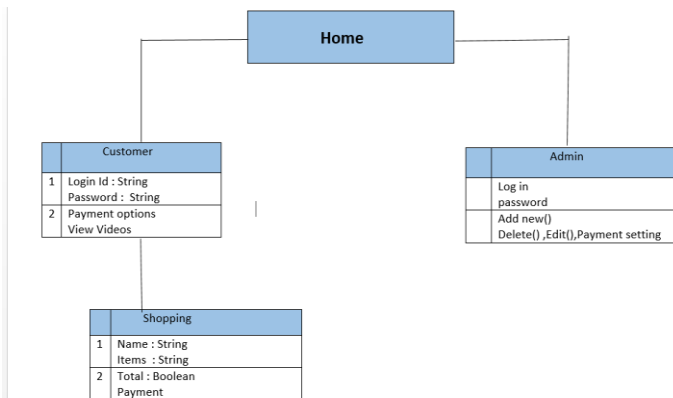 Home
Customer
1 Login Id : String
Password : String
2 Payment options
View Videos
Admin
Log in
password
Add new()
Delete() ,Edit(),Payment setting
Shopping
1 Name : String
Items : String
2 Total : Boolean
Payment